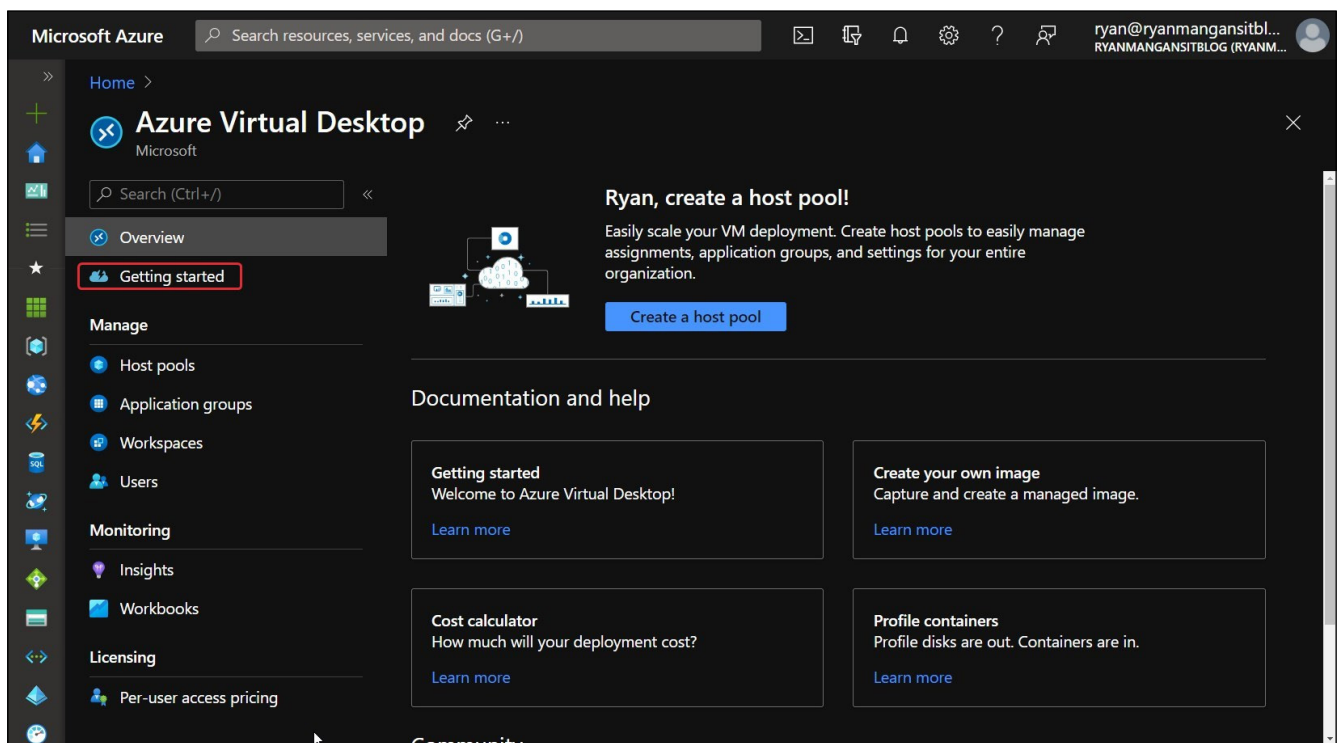 Microsoft Azure
Search resources, services, and docs (G+/)
ryan@ryanmangansitbl...
RYANMANGANSITBLOG (RYANM...
Home >
Azure Virtual Desktop
Microsoft
Search (Ctrl+/)
Overview
Getting started
Manage
Host pools
Application groups
Workspaces
Users
Monitoring
Insights
Workbooks
Licensing
Per-user access pricing
Ryan, create a host pool!
Easily scale your VM deployment. Create host pools to easily manage
assignments, application groups, and settings for your entire
organization.
Create a host pool
Documentation and help
Getting started
Welcome to Azure Virtual Desktop!
Learn more
Create your own image
Capture and create a managed image.
Learn more
Cost calculator
How much will your deployment cost?
Learn more
Profile containers
Profile disks are out. Containers are in.
Learn more
SQL